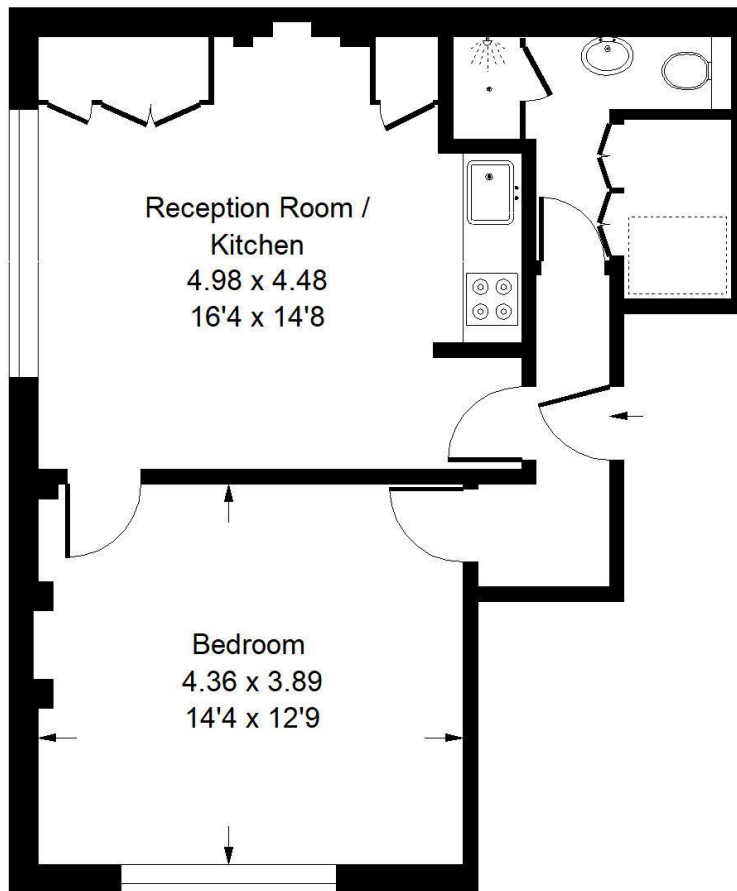 Reception Room /
Kitchen
4.98 x 4.48
16'4 x 14'8
Bedroom
4.36 x 3.89
14'4 x 12'9